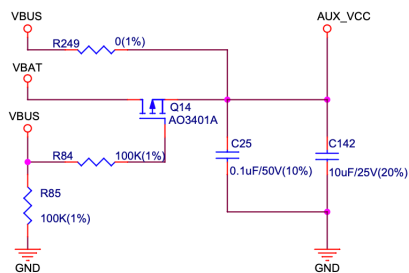 VBUS
AUX_VCC
R249
0(1%)
VBAT
Q14
AO3401A
VBUS
R84
100K(1%)
C25
0.1uF/50V(10%)
C142
10uF/25V(20%)
R85
100K(1%)
GND
GND